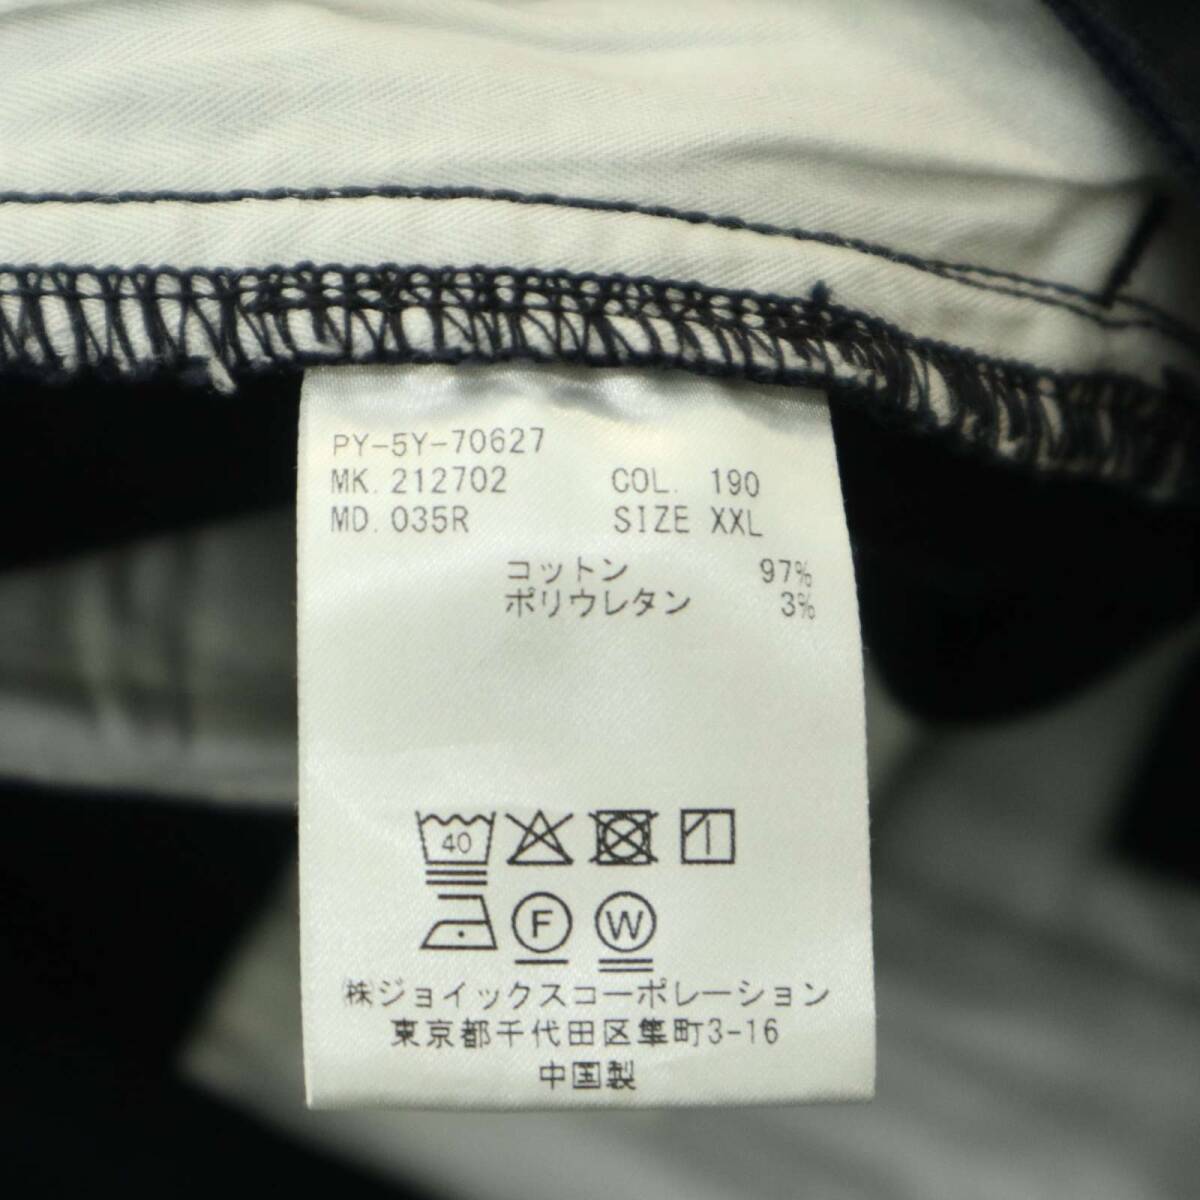 PY-5Y-70627
MK. 212702 COL. 190
MD. 035R SIZE XXL
コットン 97%
ポリウレタン 3%
40
F W
㈱ジョイックスコーポレーション
東京都千代田区隼町3-16
中国製